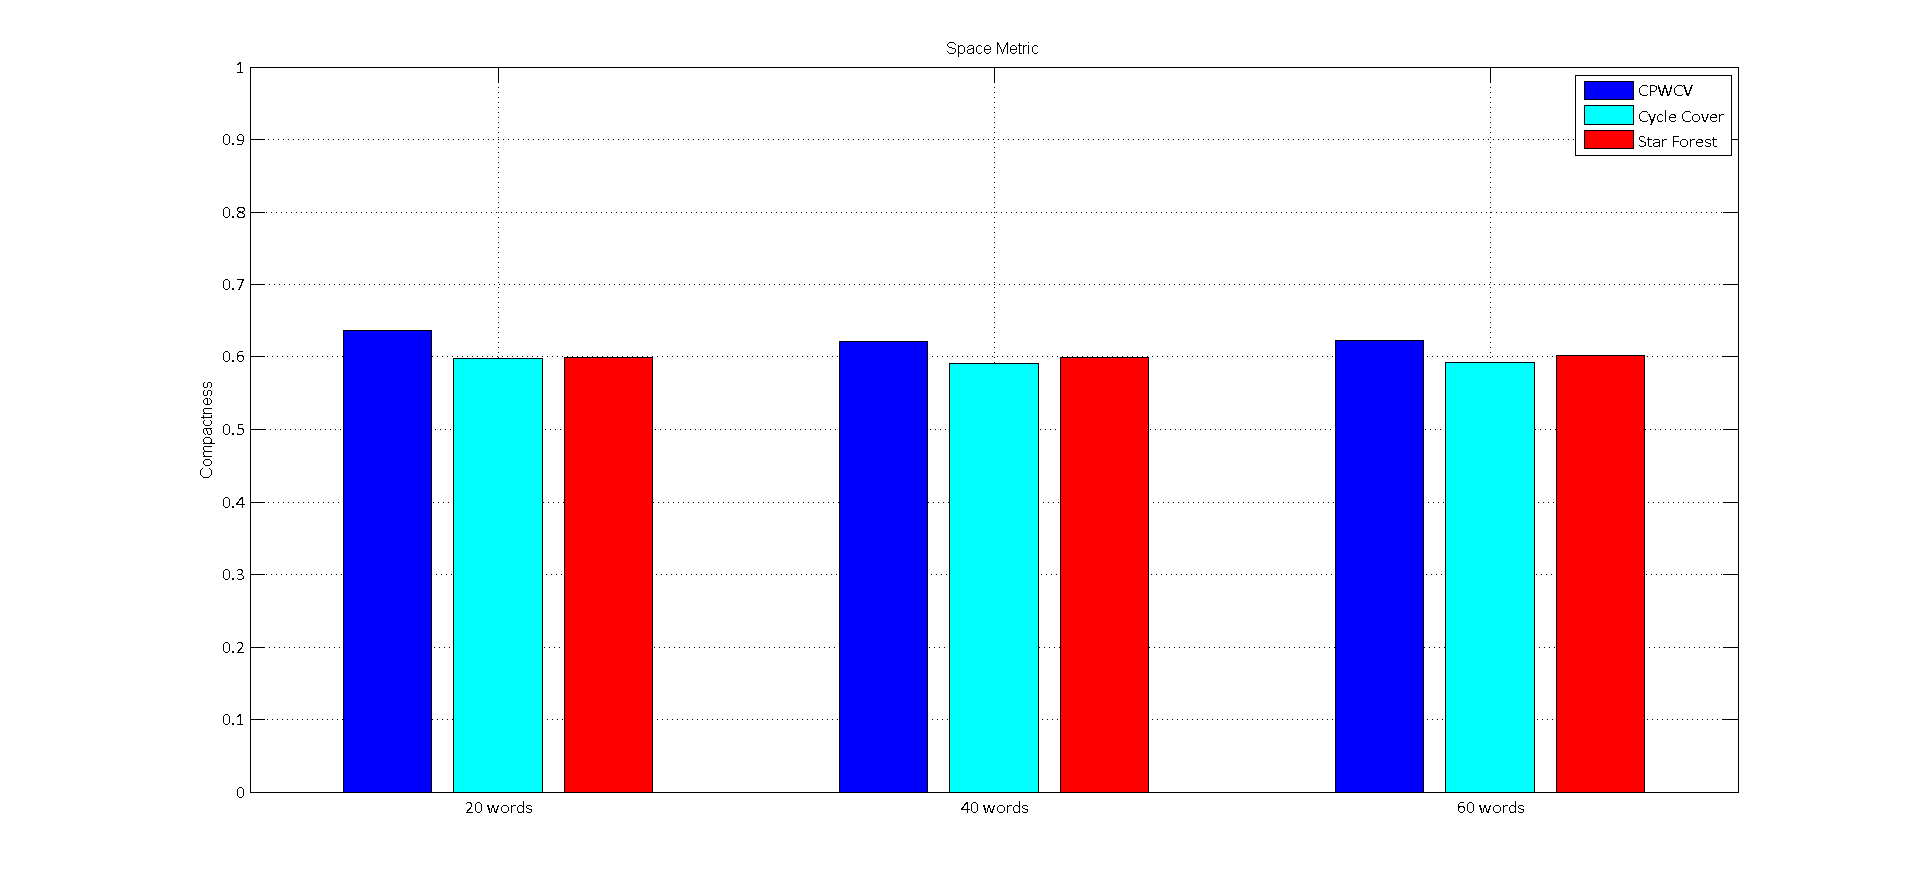 Space Metric
CPWCV
Cycle Cover
Star Forest
1
0.9
0.8
0.7
0.6
0.5
0.4
0.3
0.2
0.1
0
Compactness
20 words
40 words
60 words